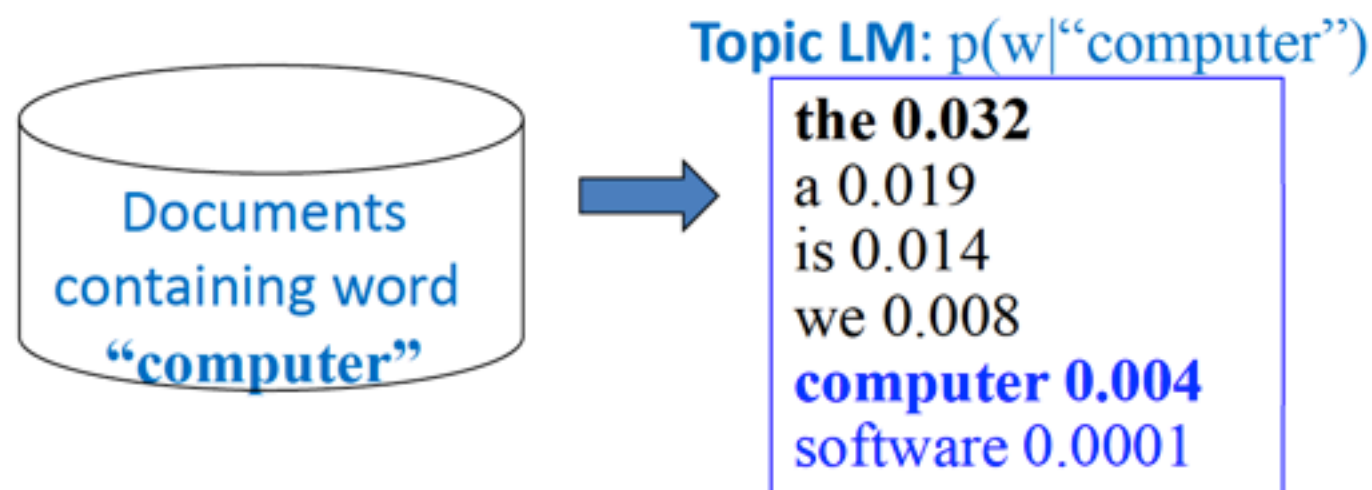 Topic LM: p(w|“computer”)
Documents
containing word
“computer”
the 0.032
a 0.019
is 0.014
we 0.008
computer 0.004
software 0.0001